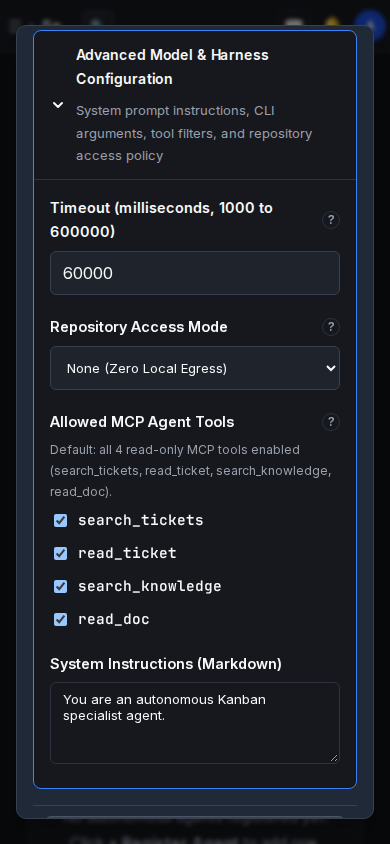 Advanced Model & Harness
Configuration
System prompt instructions, CLI
arguments, tool filters, and repository
access policy
Timeout (milliseconds, 1000 to
600000)
?
60000
Repository Access Mode
?
None (Zero Local Egress)
Allowed MCP Agent Tools
?
Default: all 4 read-only MCP tools enabled
(search_tickets, read_ticket, search_knowledge,
read_doc).
search_tickets
read_ticket
search_knowledge
read_doc
System Instructions (Markdown)
You are an autonomous Kanban
specialist agent.